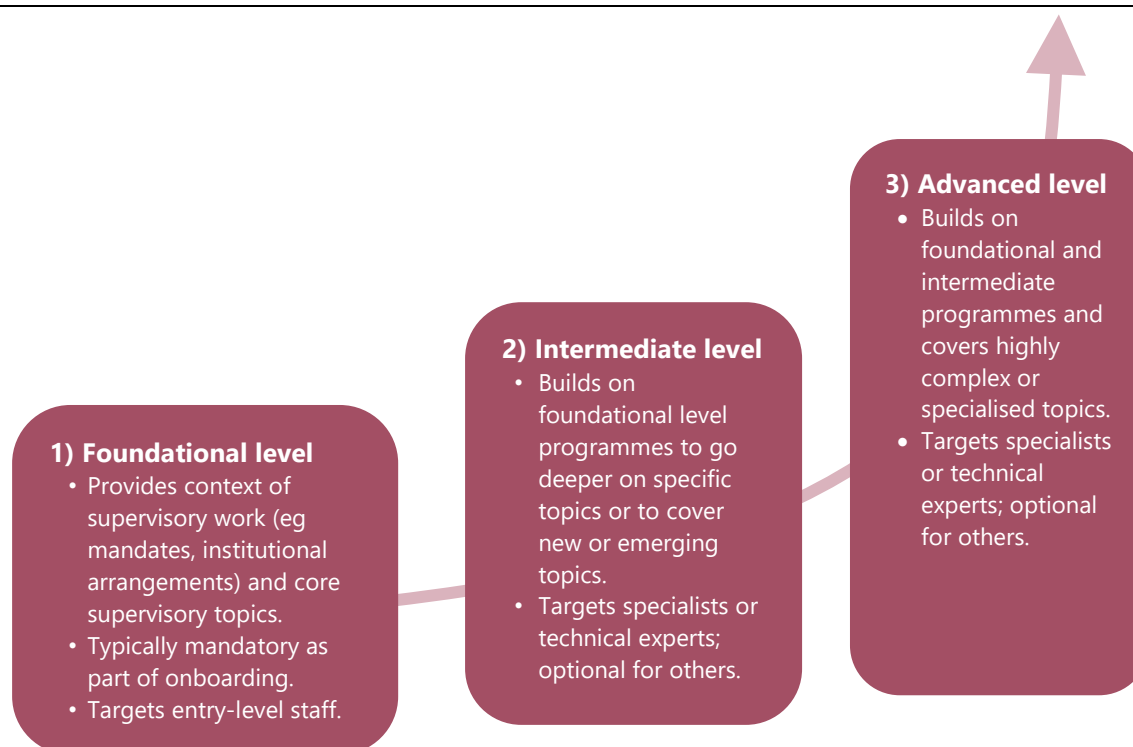 1) Foundational level
• Provides context of
supervisory work (eg
mandates, institutional
arrangements) and core
supervisory topics.
• Typically mandatory as
part of onboarding.
• Targets entry-level staff.
2) Intermediate level
• Builds on
foundational level
programmes to go
deeper on specific
topics or to cover
new or emerging
topics.
• Targets specialists or
technical experts;
optional for others.
3) Advanced level
• Builds on
foundational and
intermediate
programmes and
covers highly
complex or
specialised topics.
• Targets specialists
or technical
experts; optional
for others.